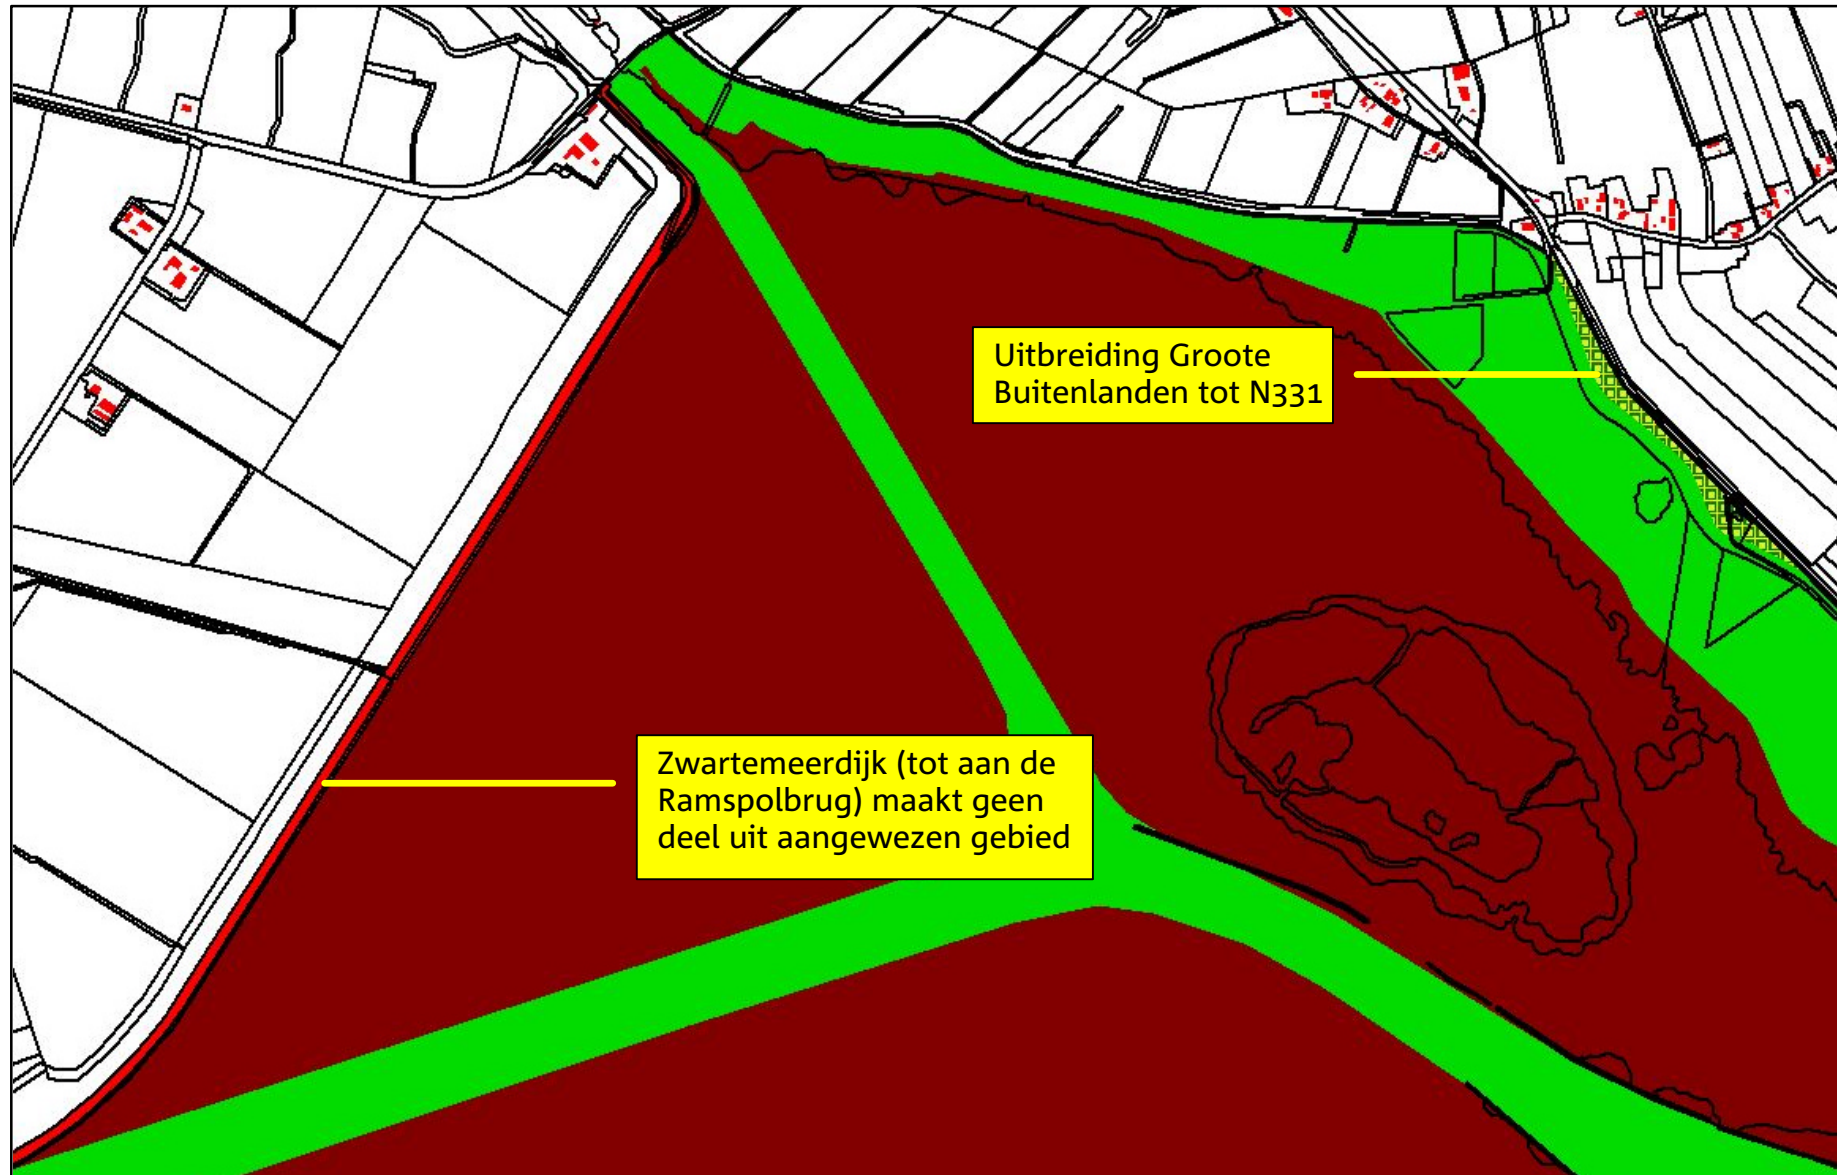 Uitbreiding Groote
Buitenlanden tot N331
Zwartemeerdijk (tot aan de
Ramspolbrug) maakt geen
deel uit aangewezen gebied